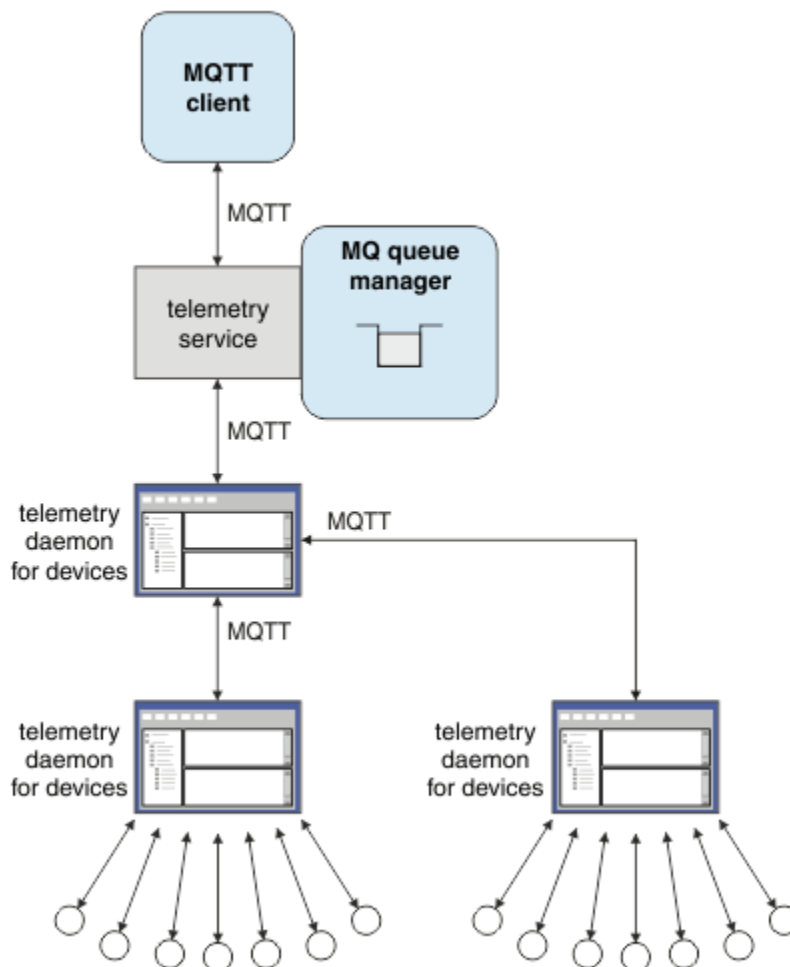 MQTT
client
MQTT
MQ queue
manager
telemetry
service
MQTT
telemetry
daemon
for devices
MQTT
MQTT
telemetry
daemon
for devices
telemetry
daemon
for devices